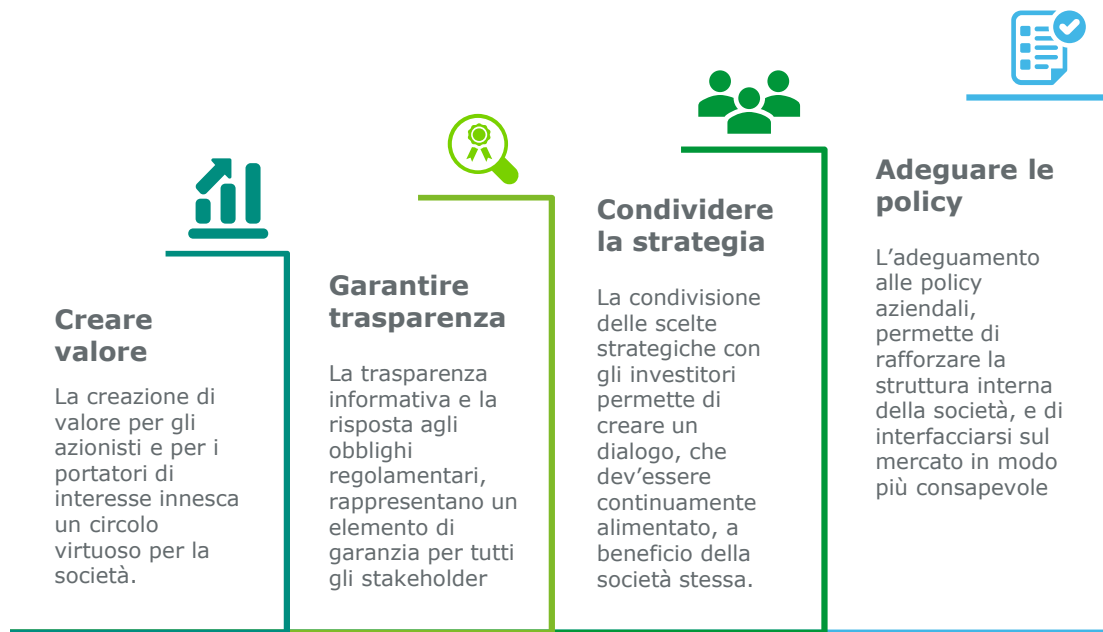 Creare
valore
La creazione di
valore per gli
azionisti e per i
portatori di
interesse innesca
un circolo
virtuoso per la
società.
Garantire
trasparenza
La trasparenza
informativa e la
risposta agli
obblighi
regolamentari,
rappresentano un
elemento di
garanzia per tutti
gli stakeholder
Condividere
la strategia
La condivisione
delle scelte
strategiche con
gli investitori
permette di
creare un
dialogo, che
dev’essere
continuamente
alimentato, a
beneficio della
società stessa.
Adeguare le
policy
L’adeguamento
alle policy
aziendali,
permette di
rafforzare la
struttura interna
della società, e di
interfacciarsi sul
mercato in modo
più consapevole